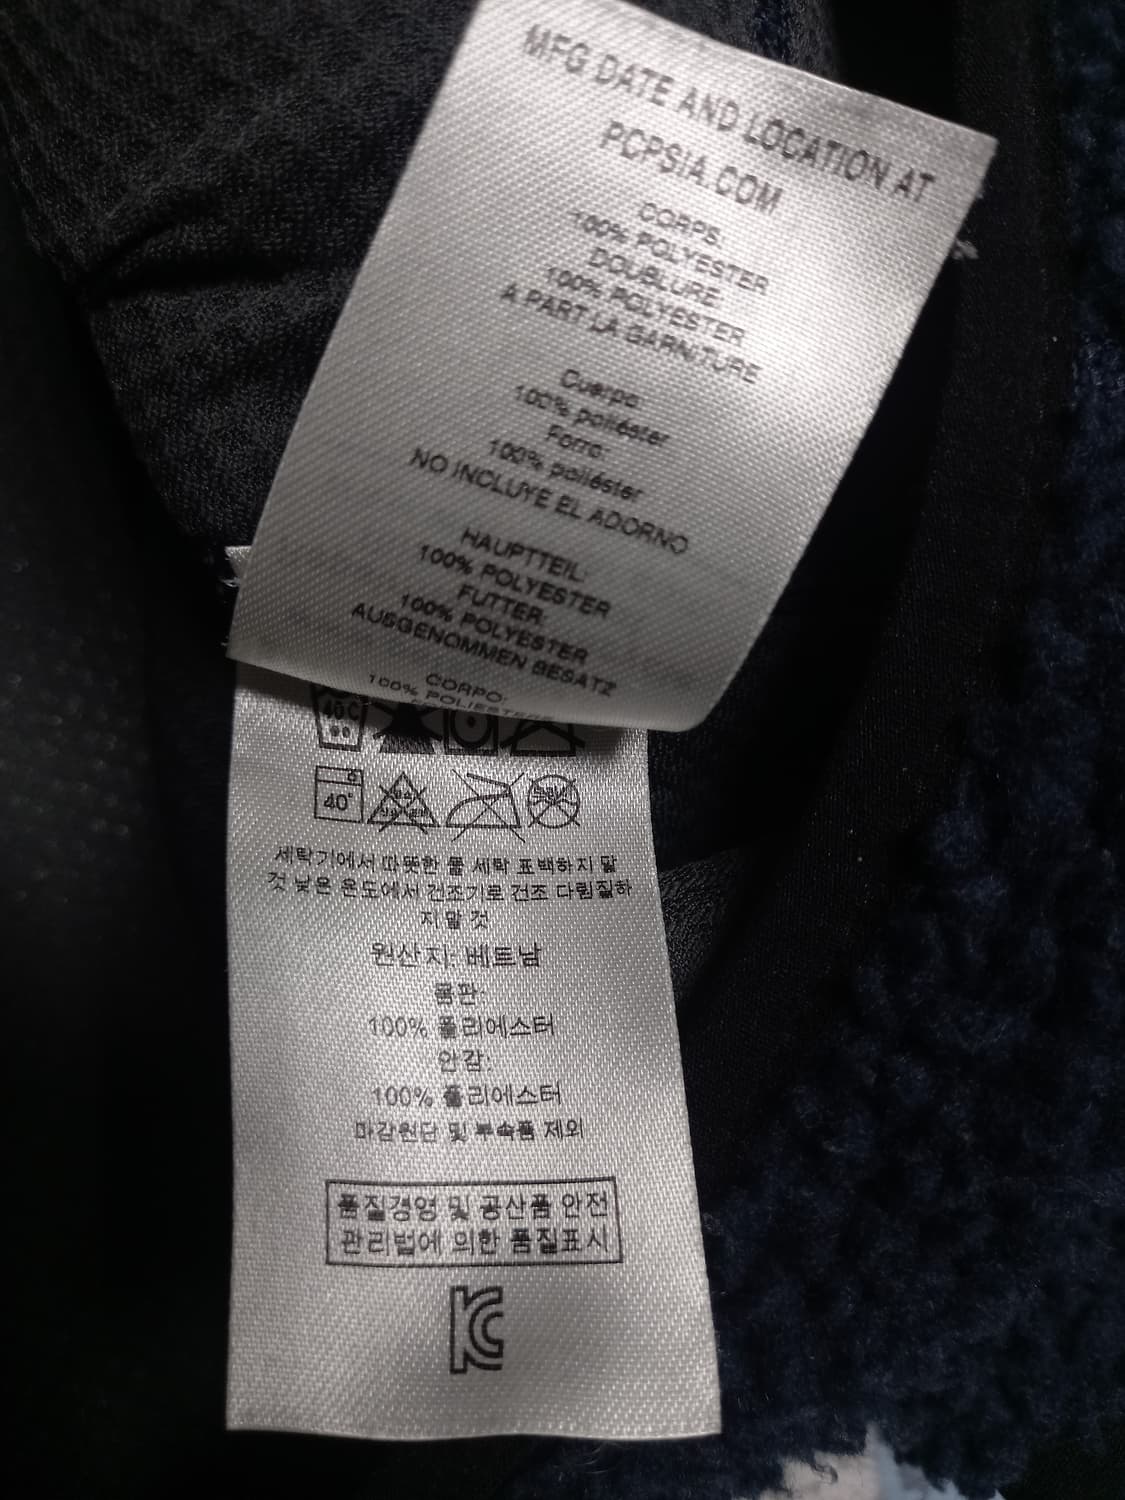 MFG DATE AND LOCATION AT
PCPSIA.COM
CORPS:
100% POLYESTER
DOUBLURE:
100% POLYESTER
A PART LA GARNITURE
Cuerpo:
100% poliéster
Forro:
100% poliéster
NO INCLUYE EL ADORNO
HAUPTTEIL:
100% POLYESTER
FUTTER:
100% POLYESTER
AUSGENOMMEN BESATZ
CORPO:
100% POLIESTERE
40C
40°
세탁기에서 따뜻한 물 세탁 표백하지 말
것 낮은 온도에서 건조기로 건조 다림질하
지 말 것
원산지: 베트남
몸판:
100% 폴리에스터
안감:
100% 폴리에스터
마감원단 및 부속품 제외
품질경영 및 공산품 안전
관리법에 의한 품질표시
KC